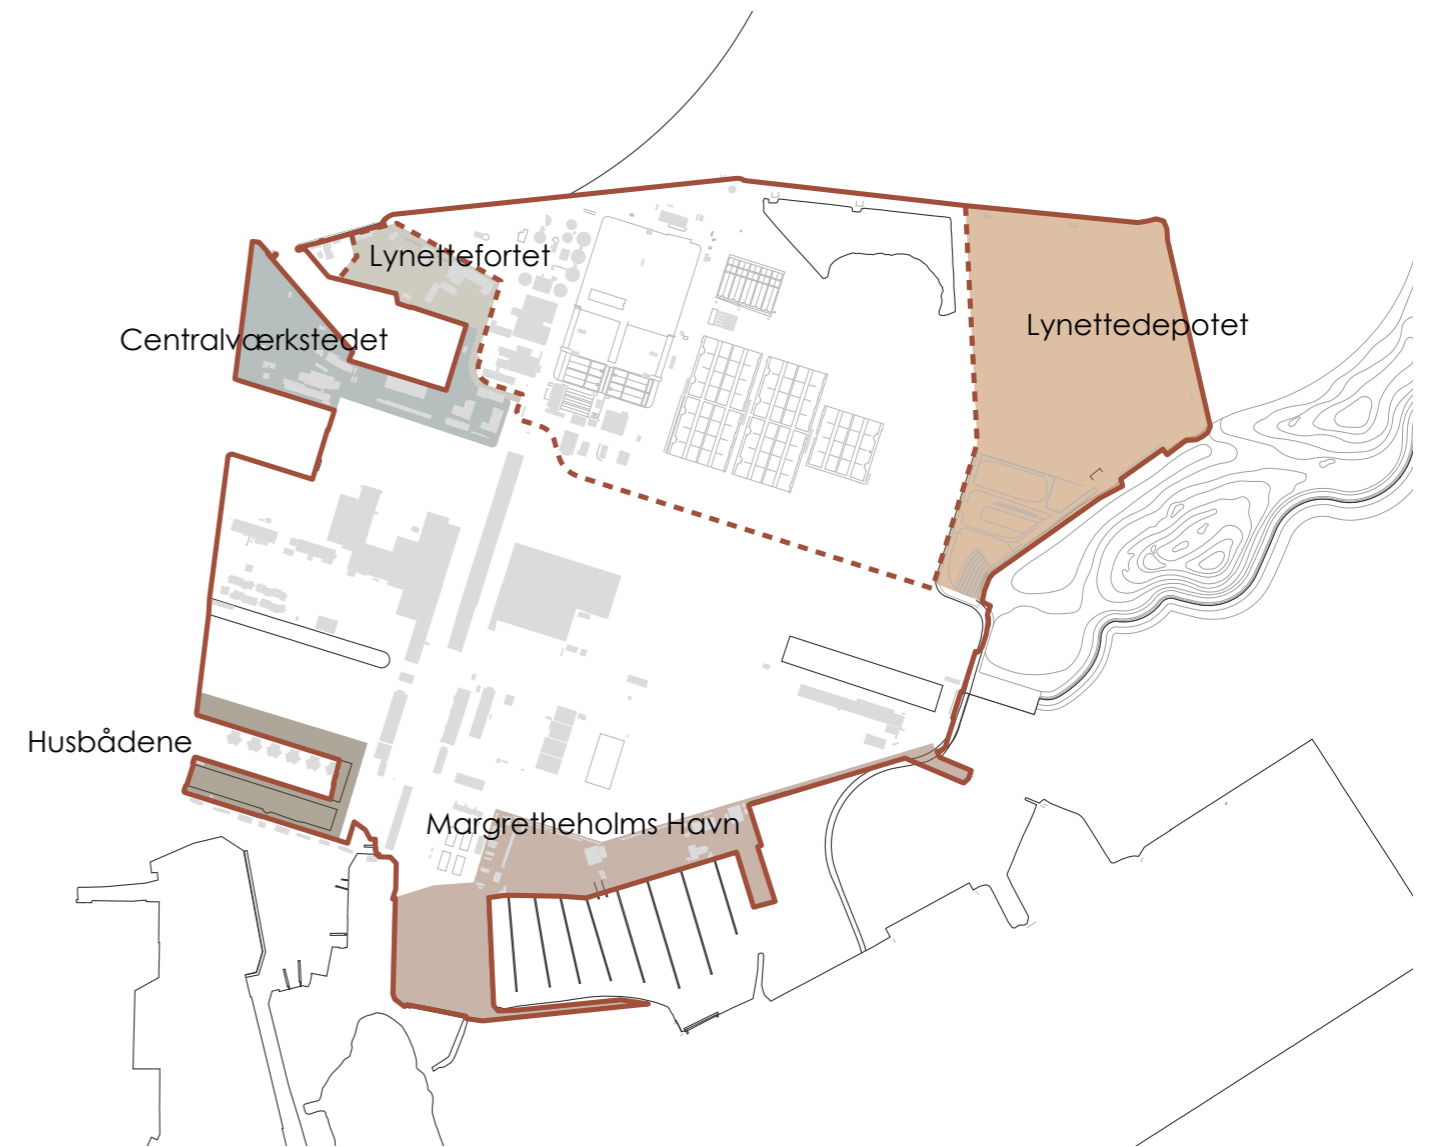 Lynettefortet
Centralværkstedet
Lynettedepotet
Husbådene
Margretheholms Havn